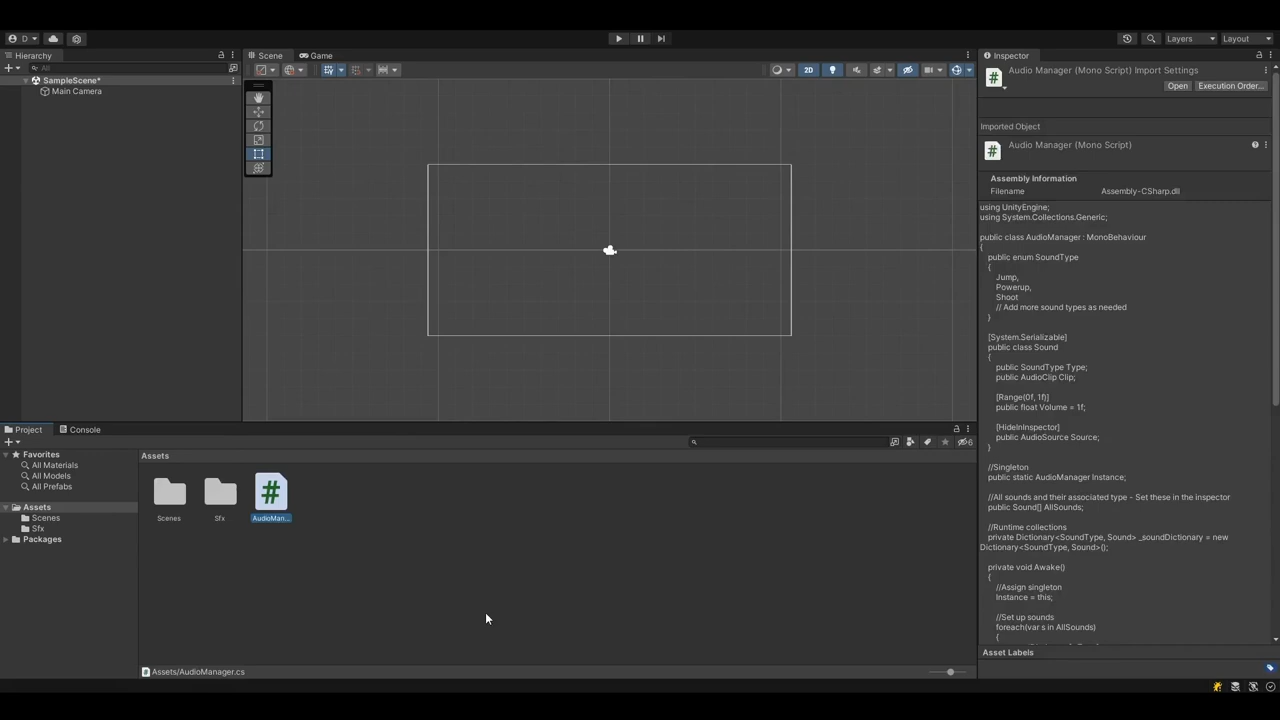 D
Layers
Layout
Hierarchy
All
SampleScene*
Main Camera
Scene
Game
2D
Inspector
Audio Manager (Mono Script) Import Settings
Open
Execution Order...
Imported Object
Audio Manager (Mono Script)
Assembly Information
Filename
Assembly-CSharp.dll
using UnityEngine;
using System.Collections.Generic;
public class AudioManager : MonoBehaviour
{
public enum SoundType
{
Jump,
Powerup,
Shoot
// Add more sound types as needed
}
[System.Serializable]
public class Sound
{
public SoundType Type;
public AudioClip Clip;
[Range(0f, 1f)]
public float Volume = 1f;
[HideInInspector]
public AudioSource Source;
}
//Singleton
public static AudioManager Instance;
//All sounds and their associated type - Set these in the inspector
public Sound[] AllSounds;
//Runtime collections
private Dictionary<SoundType, Sound> _soundDictionary = new
Dictionary<SoundType, Sound>();
private void Awake()
{
//Assign singleton
Instance = this;
//Set up sounds
foreach(var s in AllSounds)
{
Asset Labels
Project
Console
6
Favorites
All Materials
All Models
All Prefabs
Assets
Scenes
Sfx
Packages
Assets
Scenes
Sfx
AudioMan...
Assets/AudioManager.cs